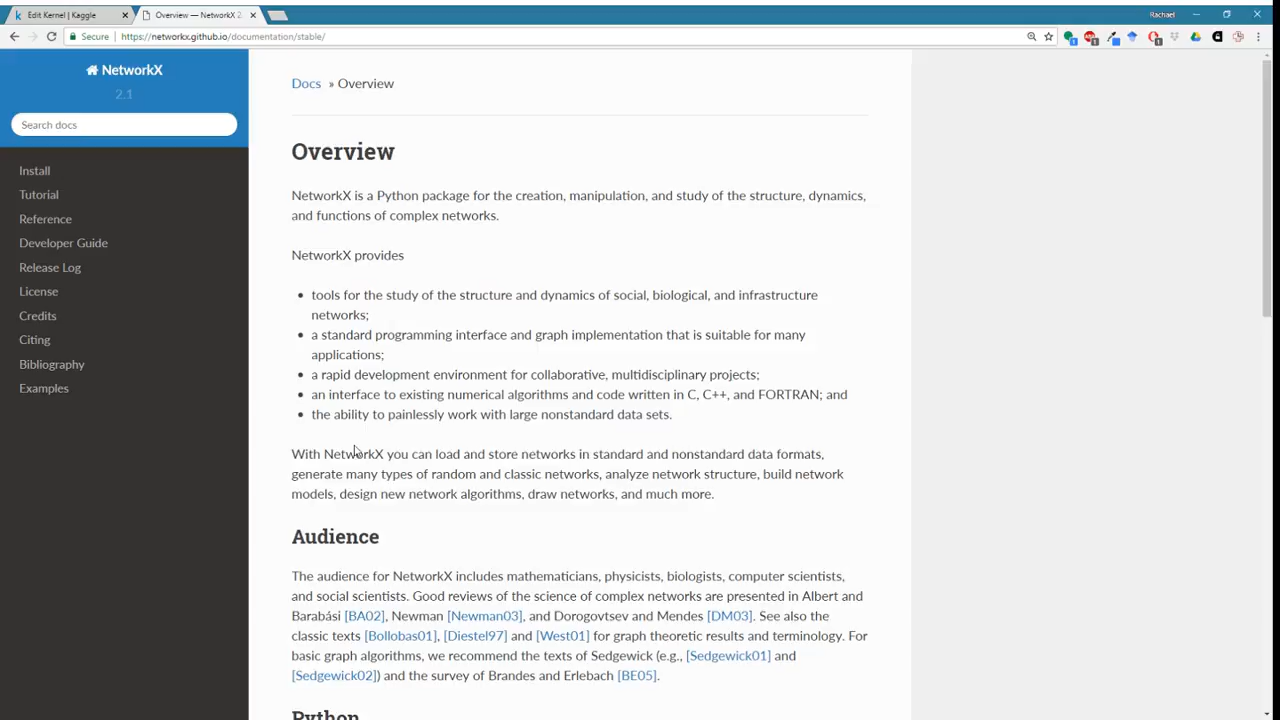 Edit Kernel | Kaggle
Overview — NetworkX 2.
Rachael
Secure
https://networkx.github.io/documentation/stable/
NetworkX
2.1
Search docs
Install
Tutorial
Reference
Developer Guide
Release Log
License
Credits
Citing
Bibliography
Examples
Docs » Overview
Overview
NetworkX is a Python package for the creation, manipulation, and study of the structure, dynamics,
and functions of complex networks.
NetworkX provides
• tools for the study of the structure and dynamics of social, biological, and infrastructure
networks;
• a standard programming interface and graph implementation that is suitable for many
applications;
• a rapid development environment for collaborative, multidisciplinary projects;
• an interface to existing numerical algorithms and code written in C, C++, and FORTRAN; and
• the ability to painlessly work with large nonstandard data sets.
With NetworkX you can load and store networks in standard and nonstandard data formats,
generate many types of random and classic networks, analyze network structure, build network
models, design new network algorithms, draw networks, and much more.
Audience
The audience for NetworkX includes mathematicians, physicists, biologists, computer scientists,
and social scientists. Good reviews of the science of complex networks are presented in Albert and
Barabási [BA02], Newman [Newman03], and Dorogovtsev and Mendes [DM03]. See also the
classic texts [Bollobas01], [Diestel97] and [West01] for graph theoretic results and terminology. For
basic graph algorithms, we recommend the texts of Sedgewick (e.g., [Sedgewick01] and
[Sedgewick02]) and the survey of Brandes and Erlebach [BE05].
Python